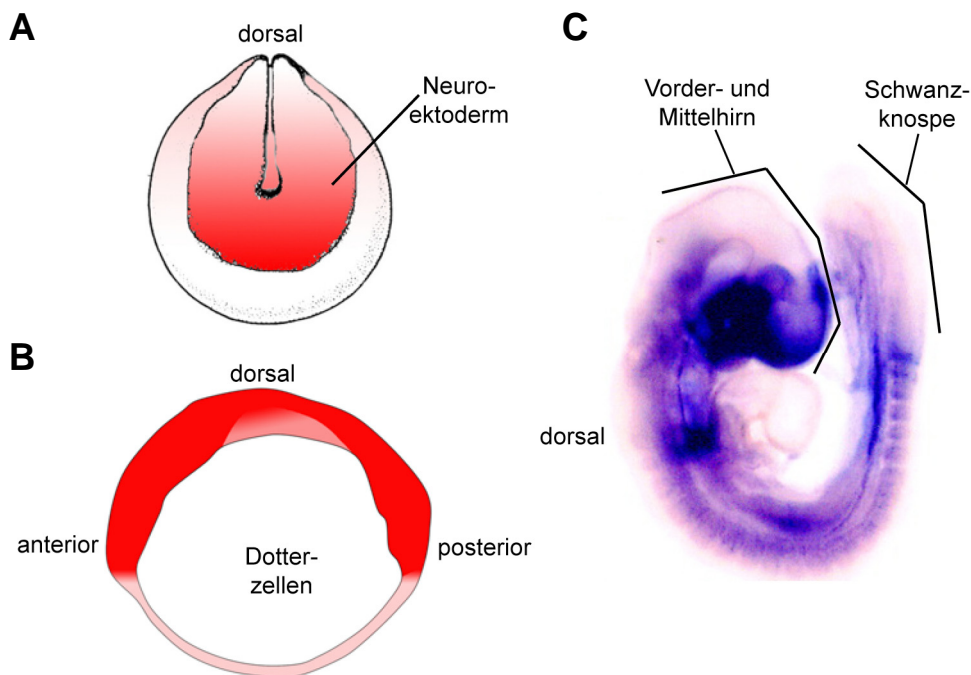 A
dorsal
Neuro-
ektoderm
B
dorsal
anterior
Dotter-
zellen
posterior
C
Vorder- und
Mittelhirn
Schwanz-
knospe
dorsal